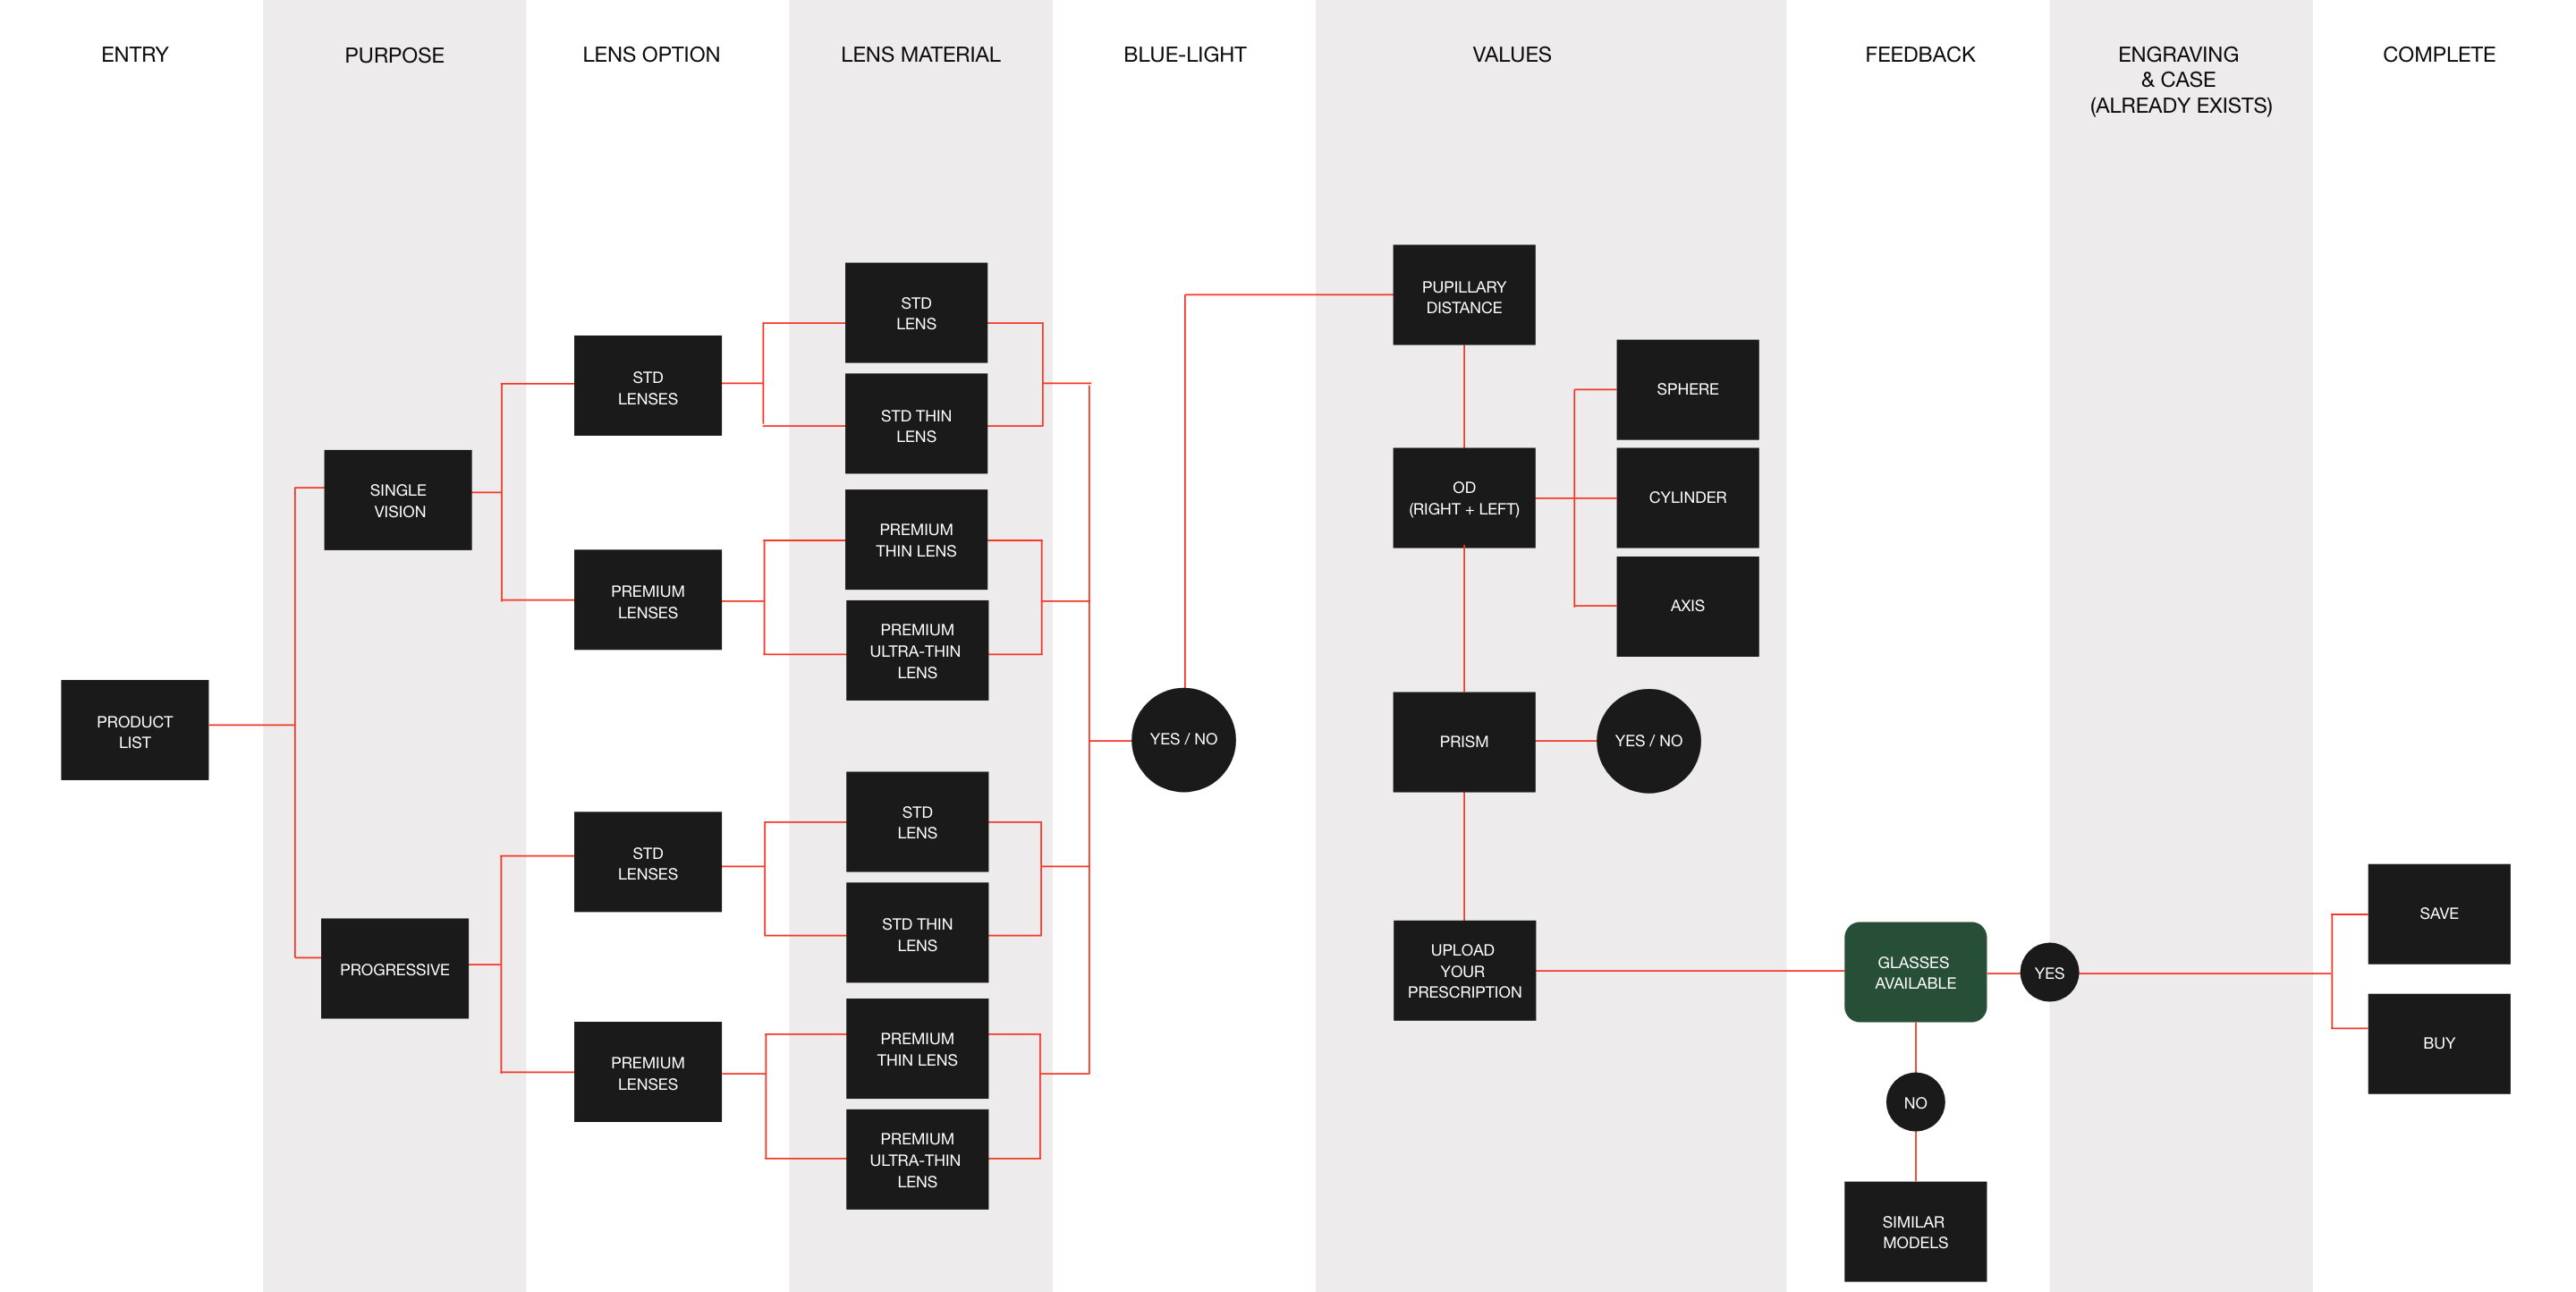 ENTRY
PURPOSE
LENS OPTION
LENS MATERIAL
BLUE-LIGHT
VALUES
FEEDBACK
ENGRAVING
& CASE
(ALREADY EXISTS)
COMPLETE
PRODUCT
LIST
SINGLE
VISION
PROGRESSIVE
STD
LENSES
PREMIUM
LENSES
STD
LENSES
PREMIUM
LENSES
STD
LENS
STD THIN
LENS
PREMIUM
THIN LENS
PREMIUM
ULTRA-THIN
LENS
STD
LENS
STD THIN
LENS
PREMIUM
THIN LENS
PREMIUM
ULTRA-THIN
LENS
YES / NO
PUPILLARY
DISTANCE
OD
(RIGHT + LEFT)
SPHERE
CYLINDER
AXIS
PRISM
YES / NO
UPLOAD
YOUR
PRESCRIPTION
GLASSES
AVAILABLE
YES
NO
SIMILAR
MODELS
SAVE
BUY